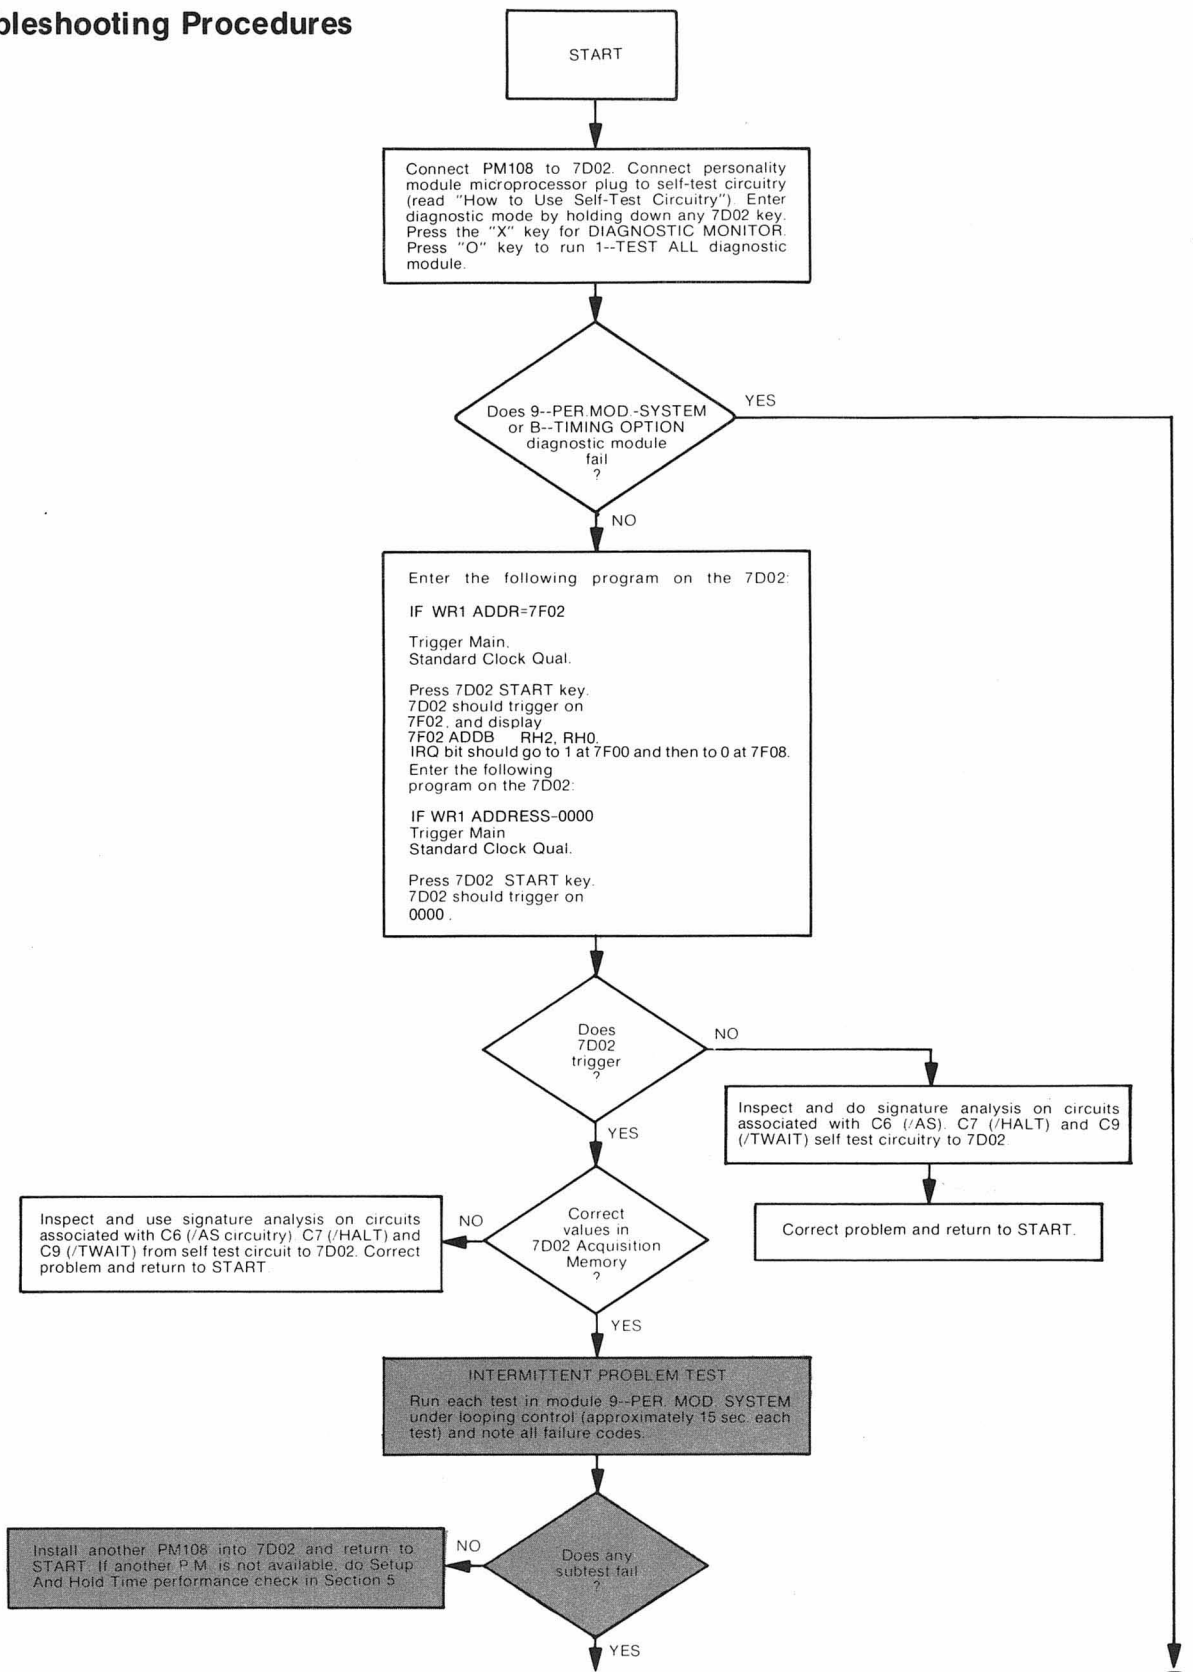 bleshooting Procedures
START
Connect PM108 to 7D02. Connect personality
module microprocessor plug to self-test circuitry
(read "How to Use Self-Test Circuitry") Enter
diagnostic mode by holding down any 7D02 key.
Press the "X" key for DIAGNOSTIC MONITOR.
Press "O" key to run 1--TEST ALL diagnostic
module.
Does 9--PER.MOD.-SYSTEM
or B--TIMING OPTION
diagnostic module
fail
?
YES
NO
Enter the following program on the 7D02:
IF WR1 ADDR=7F02
Trigger Main,
Standard Clock Qual.
Press 7D02 START key.
7D02 should trigger on
7F02, and display
7F02 ADDB RH2, RH0.
IRQ bit should go to 1 at 7F00 and then to 0 at 7F08.
Enter the following
program on the 7D02:
IF WR1 ADDRESS-0000
Trigger Main
Standard Clock Qual.
Press 7D02 START key.
7D02 should trigger on
0000 .
Does
7D02
trigger
?
NO
YES
Inspect and do signature analysis on circuits
associated with C6 (/AS). C7 (/HALT) and C9
(/TWAIT) self test circuitry to 7D02
Correct problem and return to START.
Correct
values in
7D02 Acquisition
Memory
?
NO
Inspect and use signature analysis on circuits
associated with C6 (/AS circuitry) C7 (/HALT) and
C9 (/TWAIT) from self test circuit to 7D02. Correct
problem and return to START
YES
INTERMITTENT PROBLEM TEST
Run each test in module 9--PER. MOD. SYSTEM
under looping control (approximately 15 sec. each
test) and note all failure codes.
Does any
subtest fail
?
NO
Install another PM108 into 7D02 and return to
START. If another P.M. is not available, do Setup
And Hold Time performance check in Section 5
YES